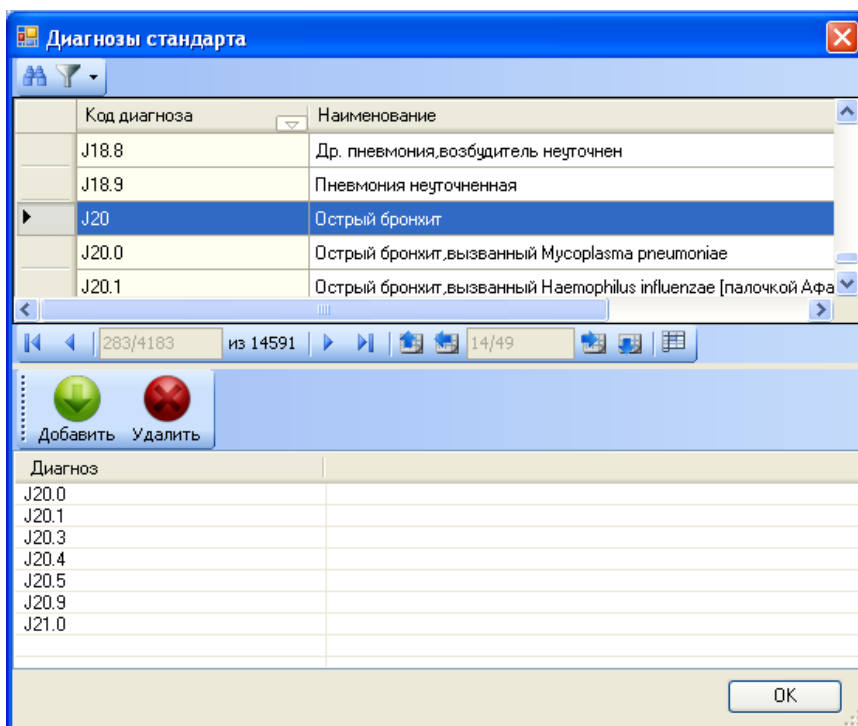 Диагнозы стандарта
Код диагноза Наименование
J18.8 Др. пневмония,возбудитель неуточнен
J18.9 Пневмония неуточненная
J20 Острый бронхит
J20.0 Острый бронхит,вызванный Mycoplasma pneumoniae
J20.1 Острый бронхит,вызванный Haemophilus influenzae [палочкой Афа
283/4183 из 14591 14/49
Добавить Удалить
Диагноз
J20.0
J20.1
J20.3
J20.4
J20.5
J20.9
J21.0
OK